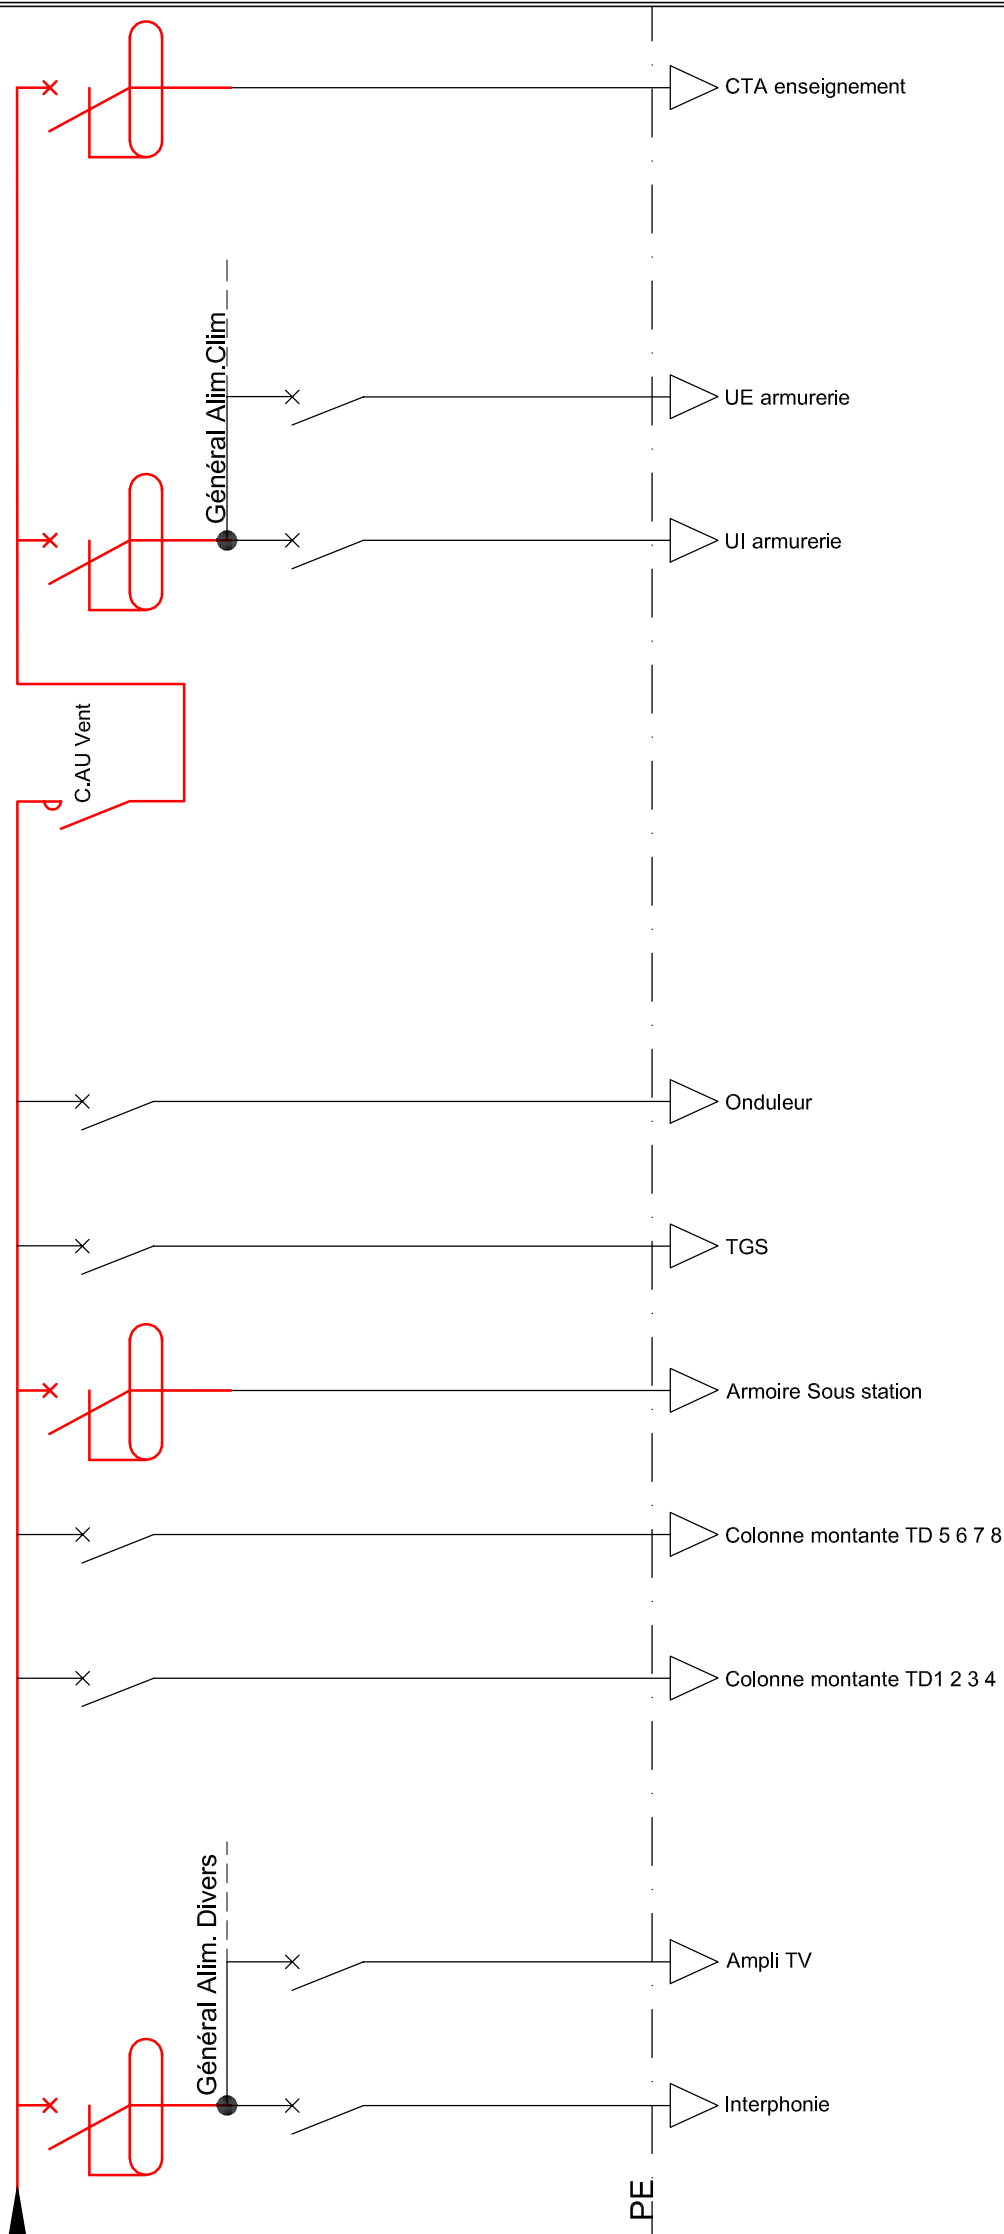 CTA enseignement
Général Alim.Clim
UE armurerie
UI armurerie
C.AU Vent
Onduleur
TGS
Armoire Sous station
Colonne montante TD 5 6 7 8
Colonne montante TD1 2 3 4
Général Alim. Divers
Ampli TV
Interphonie
PE